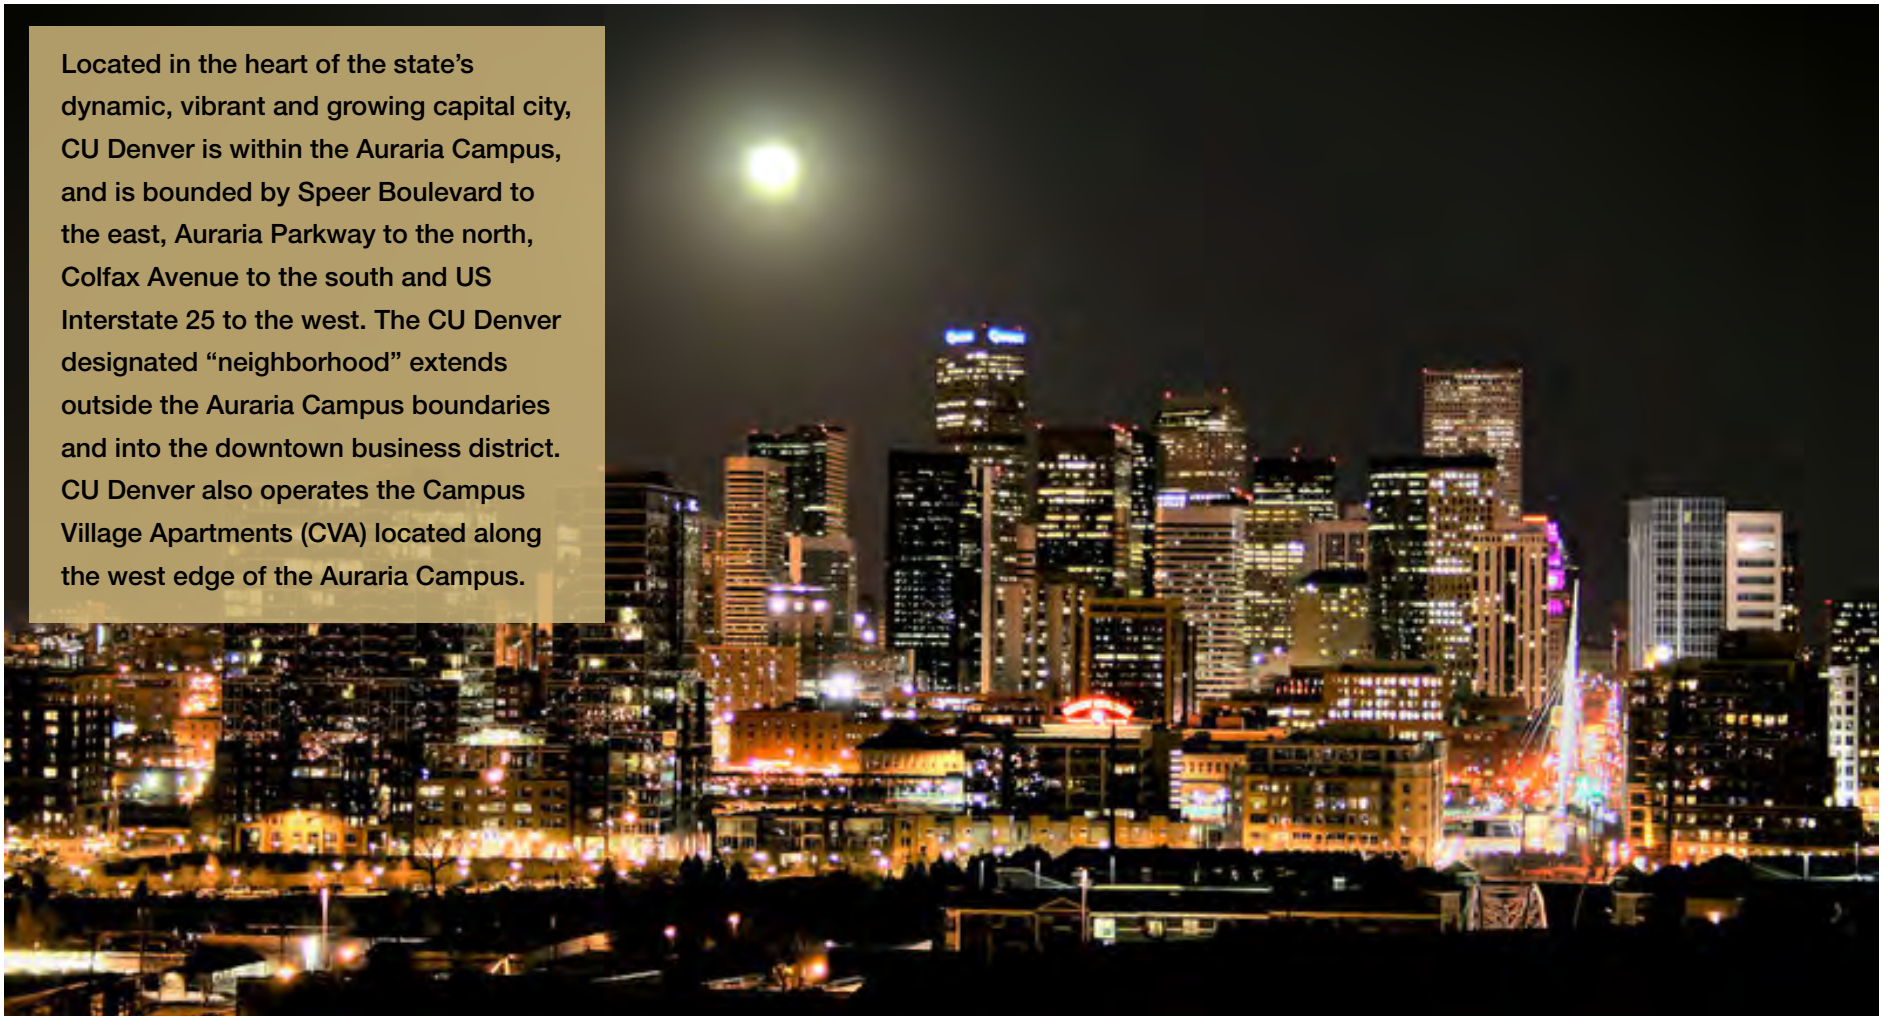 Located in the heart of the state’s
dynamic, vibrant and growing capital city,
CU Denver is within the Auraria Campus,
and is bounded by Speer Boulevard to
the east, Auraria Parkway to the north,
Colfax Avenue to the south and US
Interstate 25 to the west. The CU Denver
designated “neighborhood” extends
outside the Auraria Campus boundaries
and into the downtown business district.
CU Denver also operates the Campus
Village Apartments (CVA) located along
the west edge of the Auraria Campus.